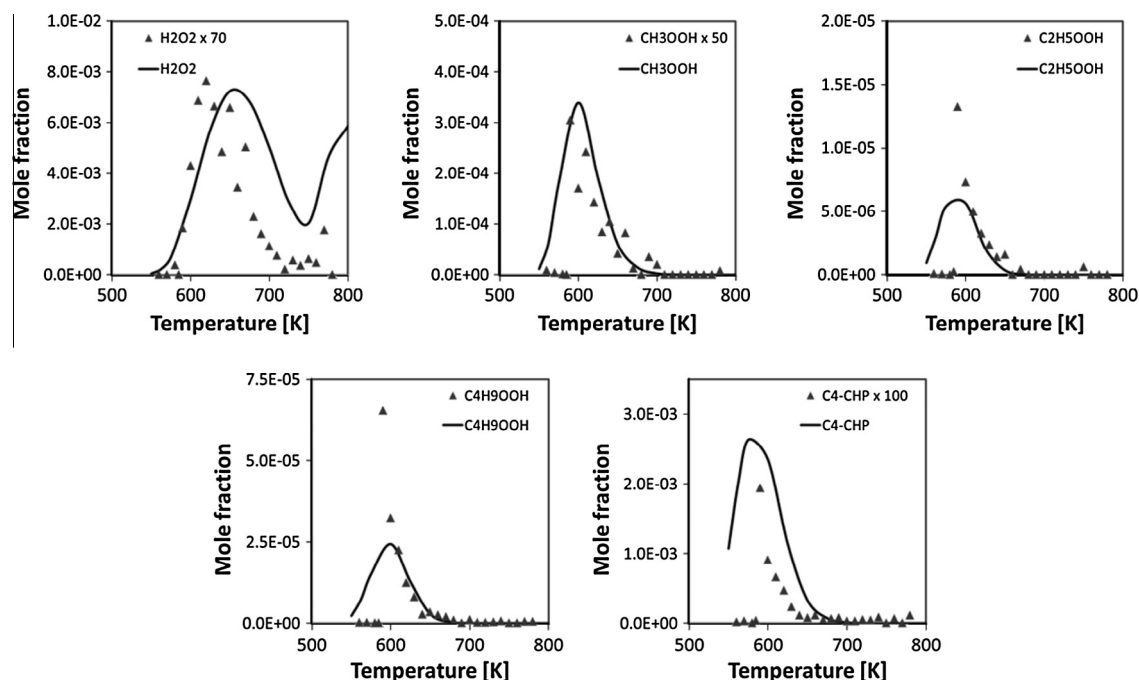 1.0E-02
8.0E-03
6.0E-03
4.0E-03
2.0E-03
0.0E+00
Mole fraction
H2O2 x 70
H2O2
500
600
700
800
Temperature [K]
5.0E-04
4.0E-04
3.0E-04
2.0E-04
1.0E-04
0.0E+00
Mole fraction
CH3OOH x 50
CH3OOH
500
600
700
800
Temperature [K]
2.0E-05
1.5E-05
1.0E-05
5.0E-06
0.0E+00
Mole fraction
C2H5OOH
C2H5OOH
500
600
700
800
Temperature [K]
7.5E-05
5.0E-05
2.5E-05
0.0E+00
Mole fraction
C4H9OOH
C4H9OOH
500
600
700
800
Temperature [K]
3.0E-03
2.0E-03
1.0E-03
0.0E+00
Mole fraction
C4-CHP x 100
C4-CHP
500
600
700
800
Temperature [K]